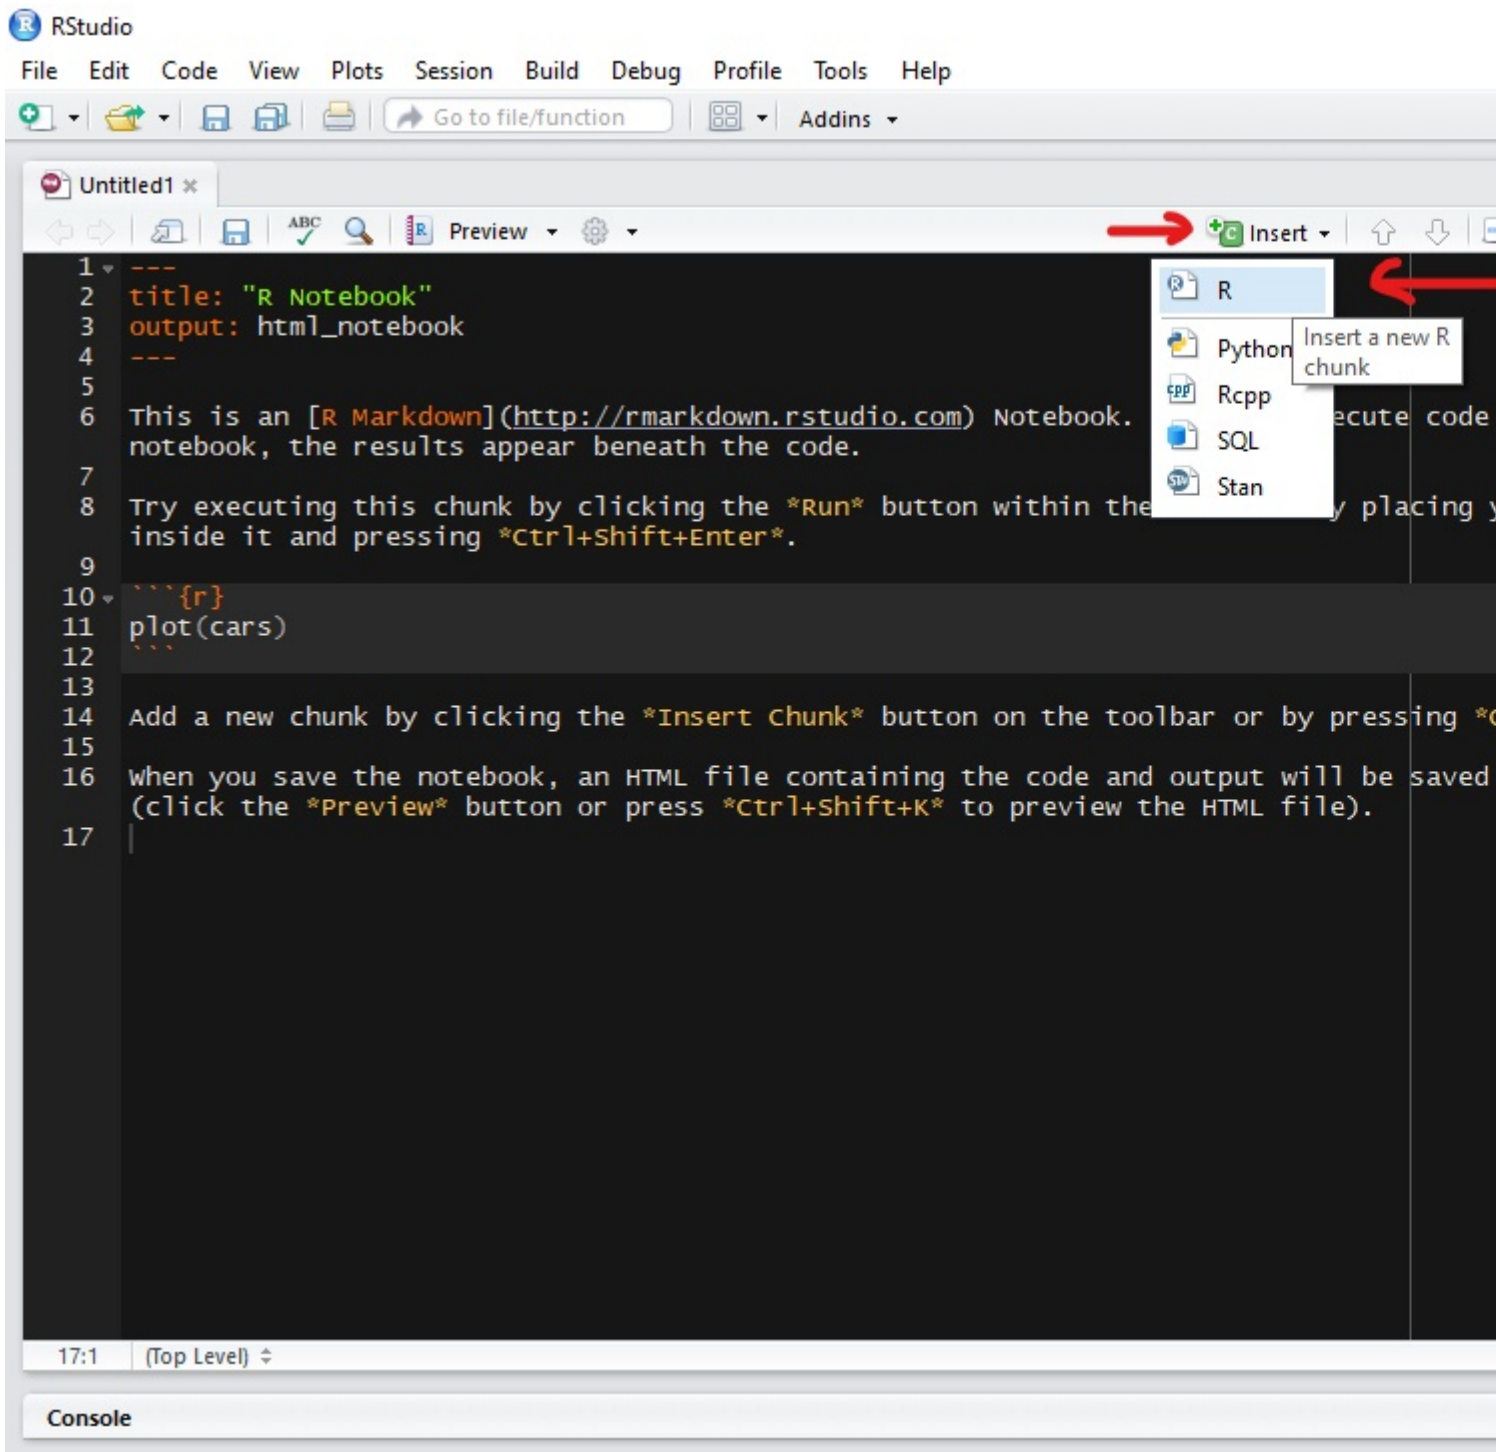 RStudio
File Edit Code View Plots Session Build Debug Profile Tools Help
Go to file/function Addins
Untitled1
ABC Preview Insert
1 ---
2 title: "R Notebook"
3 output: html_notebook
4 ---
5
6 This is an [R Markdown](http://rmarkdown.rstudio.com) Notebook. ecute code
notebook, the results appear beneath the code.
7
8 Try executing this chunk by clicking the *Run* button within the y placing y
inside it and pressing *Ctrl+Shift+Enter*.
9
10 ```{r}
11 plot(cars)
12 ```
13
14 Add a new chunk by clicking the *Insert Chunk* button on the toolbar or by pressing *C
15
16 When you save the notebook, an HTML file containing the code and output will be saved
(click the *Preview* button or press *Ctrl+Shift+K* to preview the HTML file).
17
R
Insert a new R
chunk
Python
Rcpp
SQL
Stan
17:1 (Top Level)
Console